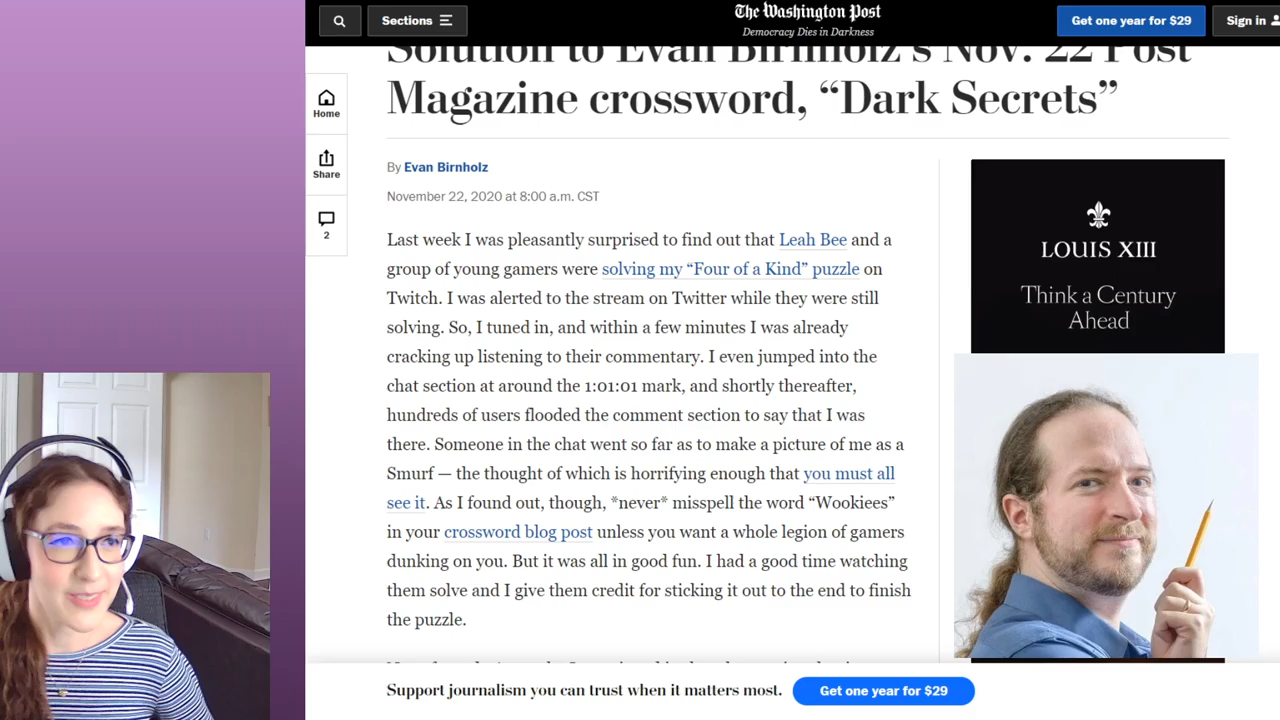 Sections
The Washington Post
Democracy Dies in Darkness
Get one year for $29
Sign in
Solution to Evan Birnholz's Nov. 22 Post
Magazine crossword, “Dark Secrets”
Home
Share
2
By Evan Birnholz
November 22, 2020 at 8:00 a.m. CST
Last week I was pleasantly surprised to find out that Leah Bee and a
group of young gamers were solving my “Four of a Kind” puzzle on
Twitch. I was alerted to the stream on Twitter while they were still
solving. So, I tuned in, and within a few minutes I was already
cracking up listening to their commentary. I even jumped into the
chat section at around the 1:01:01 mark, and shortly thereafter,
hundreds of users flooded the comment section to say that I was
there. Someone in the chat went so far as to make a picture of me as a
Smurf — the thought of which is horrifying enough that you must all
see it. As I found out, though, *never* misspell the word “Wookiees”
in your crossword blog post unless you want a whole legion of gamers
dunking on you. But it was all in good fun. I had a good time watching
them solve and I give them credit for sticking it out to the end to finish
the puzzle.
LOUIS XIII
Think a Century
Ahead
Support journalism you can trust when it matters most.
Get one year for $29